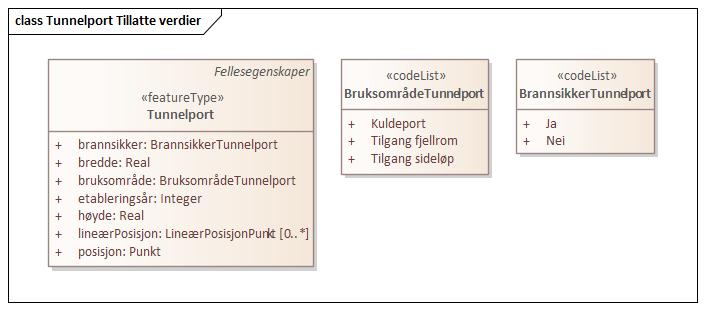 class Tunnelport Tillatte verdier
Fellesegenskaper
«featureType»
Tunnelport
+ brannsikker: BrannsikkerTunnelport
+ bredde: Real
+ bruksområde: BruksområdeTunnelport
+ etableringsår: Integer
+ høyde: Real
+ lineærPosisjon: LineærPosisjonPunkt [0..*]
+ posisjon: Punkt
«codeList»
BruksområdeTunnelport
+ Kuldeport
+ Tilgang fjellrom
+ Tilgang sideløp
«codeList»
BrannsikkerTunnelport
+ Ja
+ Nei